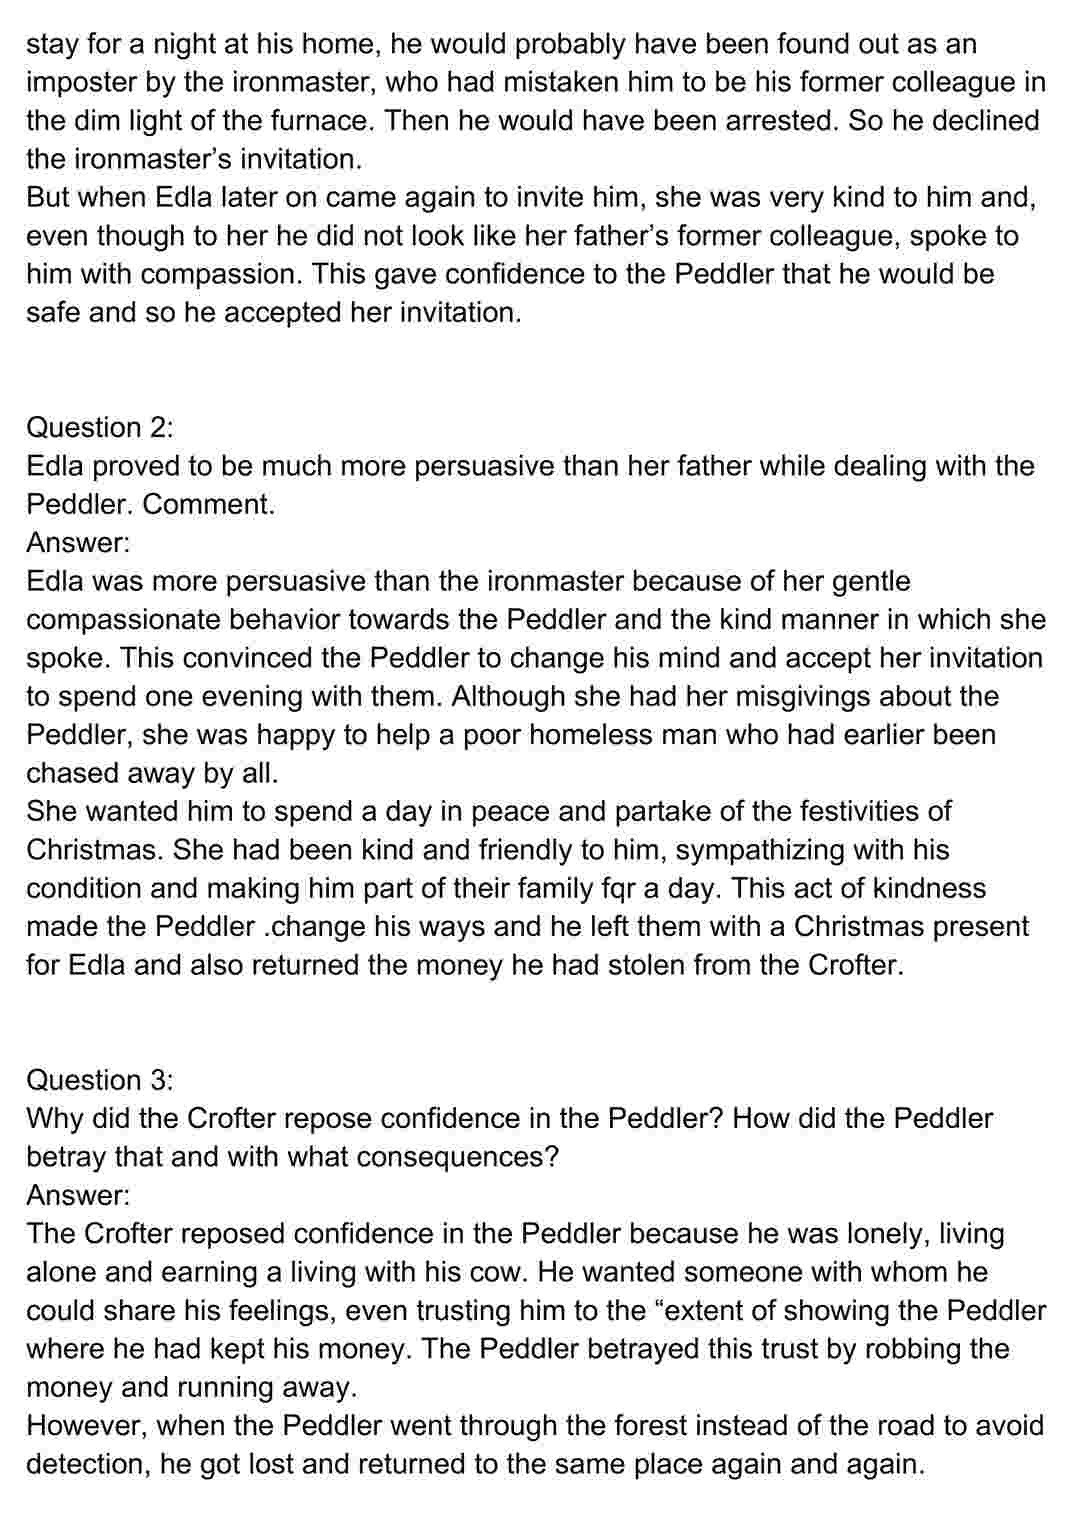 stay for a night at his home, he would probably have been found out as an
imposter by the ironmaster, who had mistaken him to be his former colleague in
the dim light of the furnace. Then he would have been arrested. So he declined
the ironmaster’s invitation.
But when Edla later on came again to invite him, she was very kind to him and,
even though to her he did not look like her father’s former colleague, spoke to
him with compassion. This gave confidence to the Peddler that he would be
safe and so he accepted her invitation.
Question 2:
Edla proved to be much more persuasive than her father while dealing with the
Peddler. Comment.
Answer:
Edla was more persuasive than the ironmaster because of her gentle
compassionate behavior towards the Peddler and the kind manner in which she
spoke. This convinced the Peddler to change his mind and accept her invitation
to spend one evening with them. Although she had her misgivings about the
Peddler, she was happy to help a poor homeless man who had earlier been
chased away by all.
She wanted him to spend a day in peace and partake of the festivities of
Christmas. She had been kind and friendly to him, sympathizing with his
condition and making him part of their family fqr a day. This act of kindness
made the Peddler .change his ways and he left them with a Christmas present
for Edla and also returned the money he had stolen from the Crofter.
Question 3:
Why did the Crofter repose confidence in the Peddler? How did the Peddler
betray that and with what consequences?
Answer:
The Crofter reposed confidence in the Peddler because he was lonely, living
alone and earning a living with his cow. He wanted someone with whom he
could share his feelings, even trusting him to the “extent of showing the Peddler
where he had kept his money. The Peddler betrayed this trust by robbing the
money and running away.
However, when the Peddler went through the forest instead of the road to avoid
detection, he got lost and returned to the same place again and again.